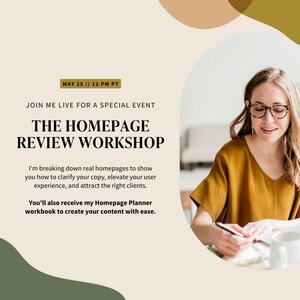 MAY 25 // 12 PM PT
JOIN ME LIVE FOR A SPECIAL EVENT
THE HOMEPAGE
REVIEW WORKSHOP
I'm breaking down real homepages to show
you how to clarify your copy, elevate your user
experience, and attract the right clients.
You'll also receive my Homepage Planner
workbook to create your content with ease.